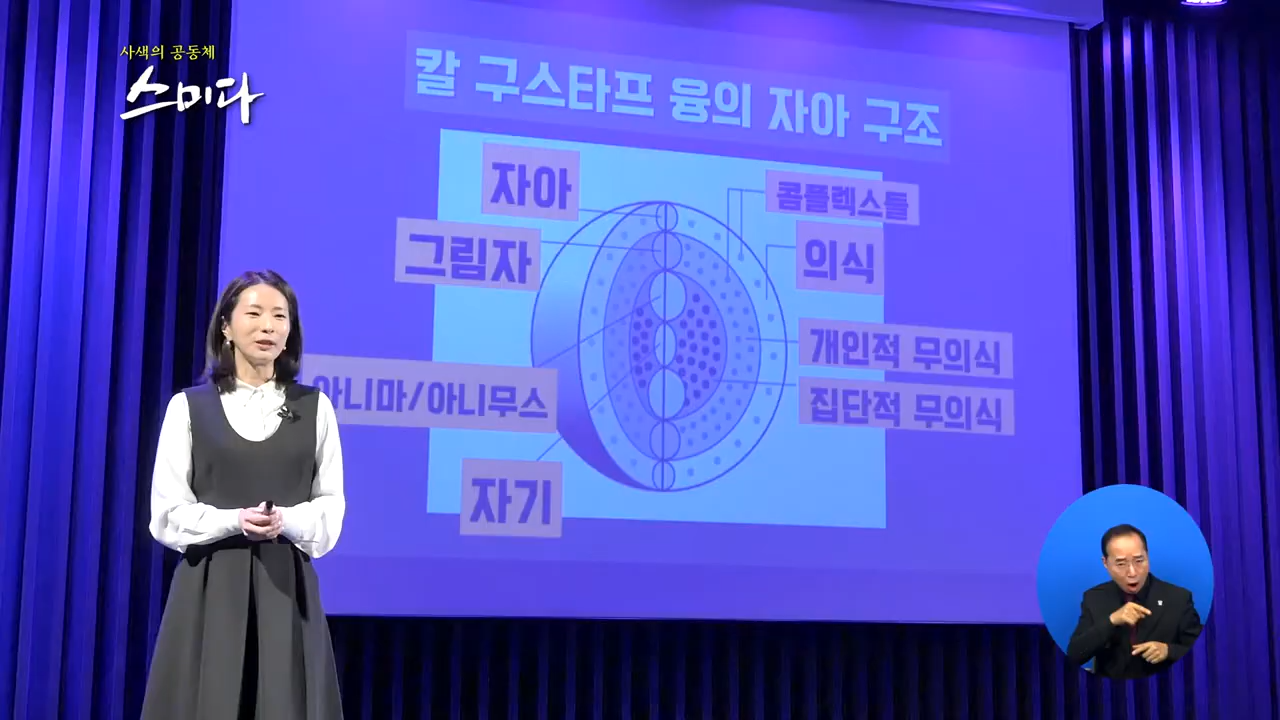 사색의 공동체
스미다
칼 구스타프 융의 자아 구조
자아
콤플렉스들
그림자
의식
개인적 무의식
아니마/아니무스
집단적 무의식
자기